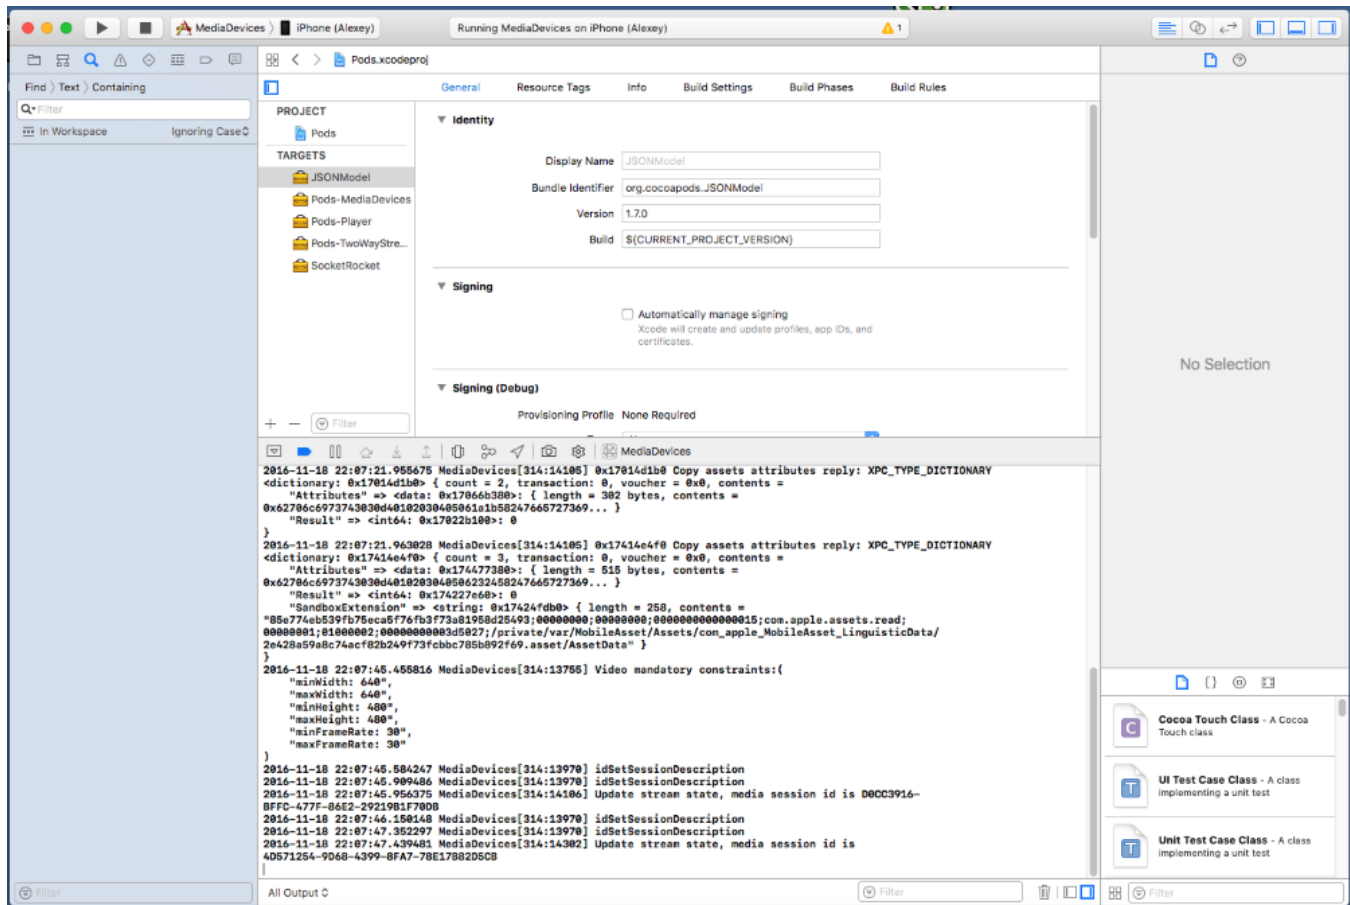 MediaDevices
iPhone (Alexey)
Running MediaDevices on iPhone (Alexey)
1
Pods.xcodeproj
Find
Text
Containing
Filter
In Workspace
Ignoring Case
General
Resource Tags
Info
Build Settings
Build Phases
Build Rules
PROJECT
Pods
TARGETS
JSONModel
Pods-MediaDevices
Pods-Player
Pods-TwoWayStre...
SocketRocket
Filter
Identity
Display Name
JSONModel
Bundle Identifier
org.cocoapods.JSONModel
Version
1.7.0
Build
${CURRENT_PROJECT_VERSION}
Signing
Automatically manage signing
Xcode will create and update profiles, app IDs, and
certificates.
Signing (Debug)
Provisioning Profile
None Required
No Selection
MediaDevices
2016-11-18 22:07:21.955675 MediaDevices[314:14105] 0x17014d1b0 Copy assets attributes reply: XPC_TYPE_DICTIONARY
<dictionary: 0x17014d1b0> { count = 2, transaction: 0, voucher = 0x0, contents =
"Attributes" => <data: 0x17066b380>: { length = 302 bytes, contents =
0x62706c6973743030d40102030405061a1b58247665727369... }
"Result" => <int64: 0x17022b100>: 0
}
2016-11-18 22:07:21.963028 MediaDevices[314:14105] 0x17414e4f0 Copy assets attributes reply: XPC_TYPE_DICTIONARY
<dictionary: 0x17414e4f0> { count = 3, transaction: 0, voucher = 0x0, contents =
"Attributes" => <data: 0x174477380>: { length = 515 bytes, contents =
0x62706c6973743030d4010203040506232458247665727369... }
"Result" => <int64: 0x174227e60>: 0
"SandboxExtension" => <string: 0x17424fdb0> { length = 258, contents =
"85e774eb539fb75eca5f76fb3f73a81958d25493;00000000;00000000;0000000000000015;com.apple.assets.read;
00000001;01000002;00000000003d5027;/private/var/MobileAsset/Assets/com_apple_MobileAsset_LinguisticData/
2e428a59a8c74acf82b249f73fcbbc785b892f69.asset/AssetData" }
}
2016-11-18 22:07:45.455816 MediaDevices[314:13755] Video mandatory constraints:(
"minWidth: 640",
"maxWidth: 640",
"minHeight: 480",
"maxHeight: 480",
"minFrameRate: 30",
"maxFrameRate: 30"
)
2016-11-18 22:07:45.584247 MediaDevices[314:13970] idSetSessionDescription
2016-11-18 22:07:45.909486 MediaDevices[314:13970] idSetSessionDescription
2016-11-18 22:07:45.956375 MediaDevices[314:14106] Update stream state, media session id is D0CC3916-
BFFC-477F-86E2-29219B1F70DB
2016-11-18 22:07:46.150148 MediaDevices[314:13970] idSetSessionDescription
2016-11-18 22:07:47.352297 MediaDevices[314:13970] idSetSessionDescription
2016-11-18 22:07:47.439481 MediaDevices[314:14302] Update stream state, media session id is
4D571254-9D68-4399-8FA7-78E17B82D5CB
Cocoa Touch Class - A Cocoa
Touch class
UI Test Case Class - A class
implementing a unit test
Unit Test Case Class - A class
implementing a unit test
Filter
All Output
Filter
Filter